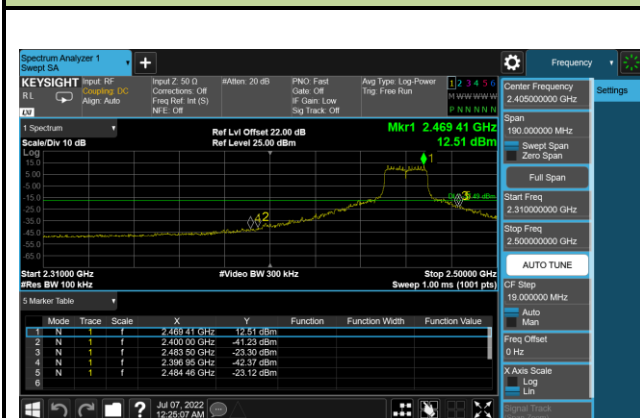 Spectrum Analyzer 1
Swept SA
Frequency
KEYSIGHT
RL
LXI
Input: RF
Coupling: DC
Align: Auto
Input Z: 50 Ω
Corrections: Off
Freq Ref: Int (S)
NFE: Off
#Atten: 20 dB
PNO: Fast
Gate: Off
IF Gain: Low
Sig Track: Off
Avg Type: Log-Power
Trig: Free Run
1 2 3 4 5 6
M W W W W W
P N N N N N
1 Spectrum
Scale/Div 10 dB
Ref Lvl Offset 22.00 dB
Ref Level 25.00 dBm
Mkr1 2.469 41 GHz
12.51 dBm
Log
15.0
5.00
-5.00
-15.0
-25.0
-35.0
-45.0
-55.0
-65.0
1
Start 2.31000 GHz
#Res BW 100 kHz
#Video BW 300 kHz
Stop 2.50000 GHz
Sweep 1.00 ms (1001 pts)
5 Marker Table
Mode Trace Scale X Y Function Function Width Function Value
1 N 1 f 2.469 41 GHz 12.51 dBm
2 N 1 f 2.400 00 GHz -41.23 dBm
3 N 1 f 2.483 50 GHz -23.30 dBm
4 N 1 f 2.396 95 GHz -42.37 dBm
5 N 1 f 2.484 46 GHz -23.12 dBm
6
Jul 07, 2022
12:25:07 AM
Center Frequency
2.405000000 GHz
Settings
Span
190.000000 MHz
Swept Span
Zero Span
Full Span
Start Freq
2.310000000 GHz
Stop Freq
2.500000000 GHz
AUTO TUNE
CF Step
19.000000 MHz
Auto
Man
Freq Offset
0 Hz
X Axis Scale
Log
Lin
Signal Track